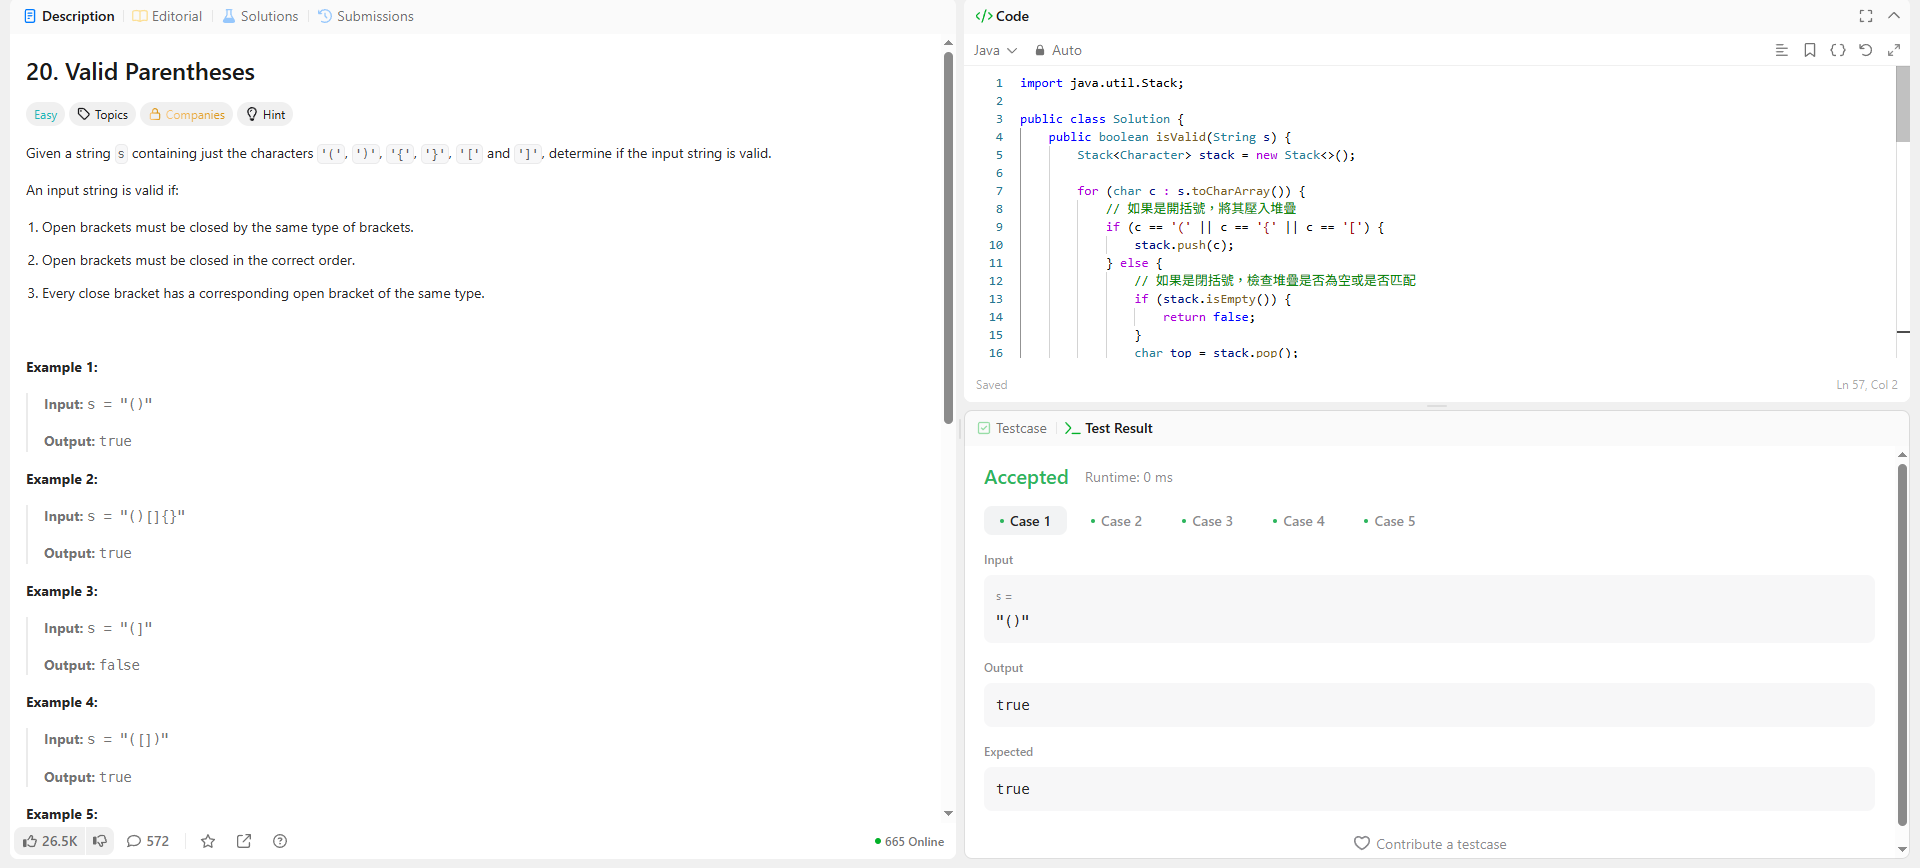 Description
Editorial
Solutions
Submissions
20. Valid Parentheses
Easy
Topics
Companies
Hint
Given a string s containing just the characters '(', ')', '{', '}', '[' and ']', determine if the input string is valid.
An input string is valid if:
1. Open brackets must be closed by the same type of brackets.
2. Open brackets must be closed in the correct order.
3. Every close bracket has a corresponding open bracket of the same type.
Example 1:
Input: s = "()"
Output: true
Example 2:
Input: s = "()[]{}"
Output: true
Example 3:
Input: s = "(]"
Output: false
Example 4:
Input: s = "([])"
Output: true
Example 5:
26.5K
572
665 Online
</> Code
Java
Auto
1 import java.util.Stack;
2
3 public class Solution {
4 public boolean isValid(String s) {
5 Stack<Character> stack = new Stack<>();
6
7 for (char c : s.toCharArray()) {
8 // 如果是開括號，將其壓入堆疊
9 if (c == '(' || c == '{' || c == '[') {
10 stack.push(c);
11 } else {
12 // 如果是閉括號，檢查堆疊是否為空或是否匹配
13 if (stack.isEmpty()) {
14 return false;
15 }
16 char top = stack.pop();
Saved
Ln 57, Col 2
Testcase
Test Result
Accepted
Runtime: 0 ms
Case 1
Case 2
Case 3
Case 4
Case 5
Input
s =
"()"
Output
true
Expected
true
Contribute a testcase